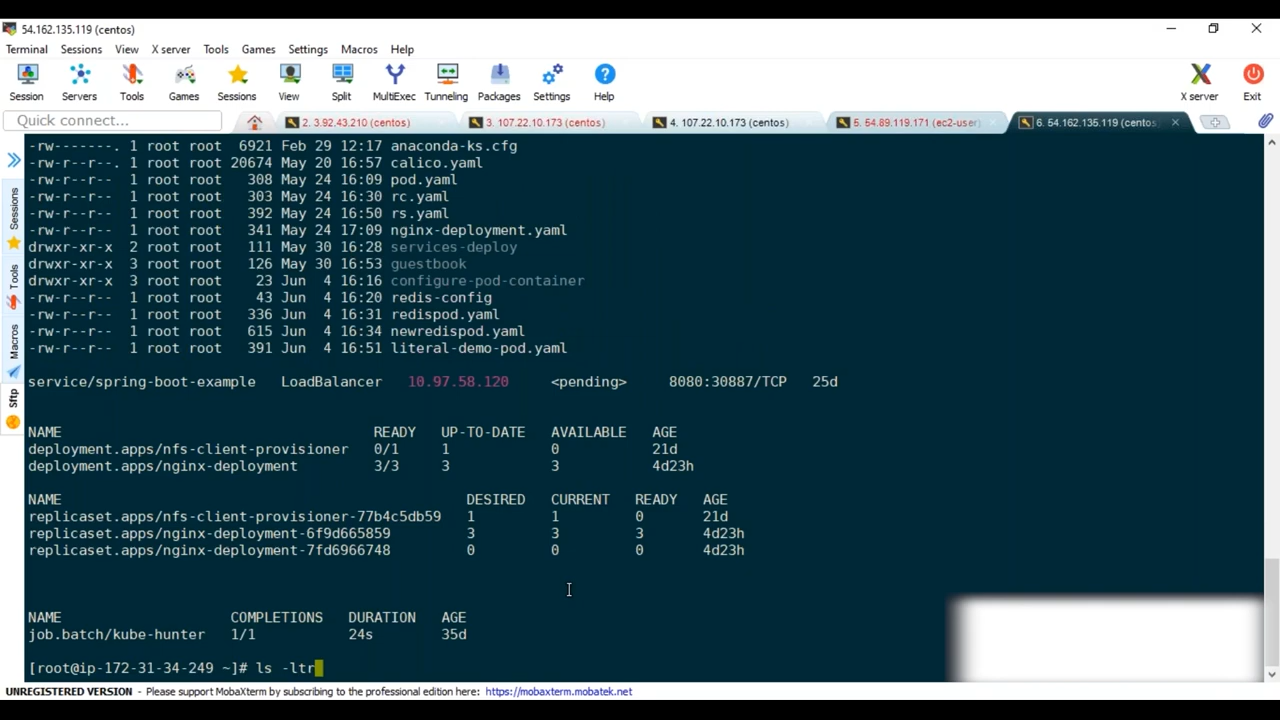 54.162.135.119 (centos)
Terminal Sessions View X server Tools Games Settings Macros Help
Session Servers Tools Games Sessions View Split MultiExec Tunneling Packages Settings Help X server Exit
Quick connect... 2. 3.92.43.210 (centos) 3. 107.22.10.173 (centos) 4. 107.22.10.173 (centos) 5. 54.89.119.171 (ec2-user) 6. 54.162.135.119 (centos)
Sessions
Tools
Macros
Sftp
-rw-------. 1 root root 6921 Feb 29 12:17 anaconda-ks.cfg
-rw-r--r--. 1 root root 20674 May 20 16:57 calico.yaml
-rw-r--r-- 1 root root 308 May 24 16:09 pod.yaml
-rw-r--r-- 1 root root 303 May 24 16:30 rc.yaml
-rw-r--r-- 1 root root 392 May 24 16:50 rs.yaml
-rw-r--r-- 1 root root 341 May 24 17:09 nginx-deployment.yaml
drwxr-xr-x 2 root root 111 May 30 16:28 services-deploy
drwxr-xr-x 3 root root 126 May 30 16:53 guestbook
drwxr-xr-x 3 root root 23 Jun 4 16:16 configure-pod-container
-rw-r--r-- 1 root root 43 Jun 4 16:20 redis-config
-rw-r--r-- 1 root root 336 Jun 4 16:31 redispod.yaml
-rw-r--r-- 1 root root 615 Jun 4 16:34 newredispod.yaml
-rw-r--r-- 1 root root 391 Jun 4 16:51 literal-demo-pod.yaml
service/spring-boot-example LoadBalancer 10.97.58.120 <pending> 8080:30887/TCP 25d
NAME READY UP-TO-DATE AVAILABLE AGE
deployment.apps/nfs-client-provisioner 0/1 1 0 21d
deployment.apps/nginx-deployment 3/3 3 3 4d23h
NAME DESIRED CURRENT READY AGE
replicaset.apps/nfs-client-provisioner-77b4c5db59 1 1 0 21d
replicaset.apps/nginx-deployment-6f9d665859 3 3 3 4d23h
replicaset.apps/nginx-deployment-7fd6966748 0 0 0 4d23h
NAME COMPLETIONS DURATION AGE
job.batch/kube-hunter 1/1 24s 35d
[root@ip-172-31-34-249 ~]# ls -ltr
UNREGISTERED VERSION - Please support MobaXterm by subscribing to the professional edition here: https://mobaxterm.mobatek.net